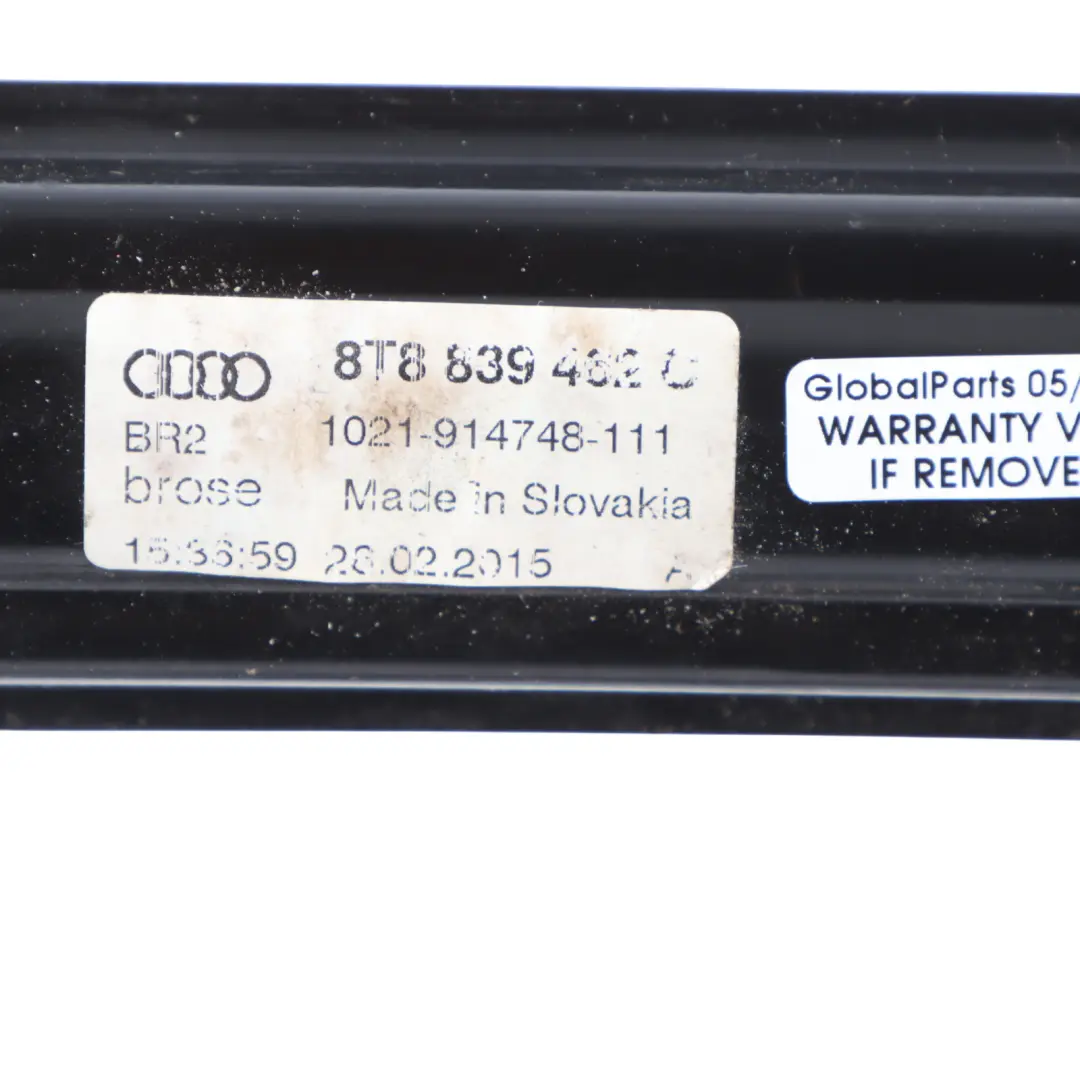 8T8 839 462 C
BR2 1021-914748-111
brose Made in Slovakia
15:36:59 26.02.2015 A
GlobalParts 05/
WARRANTY V
IF REMOVE